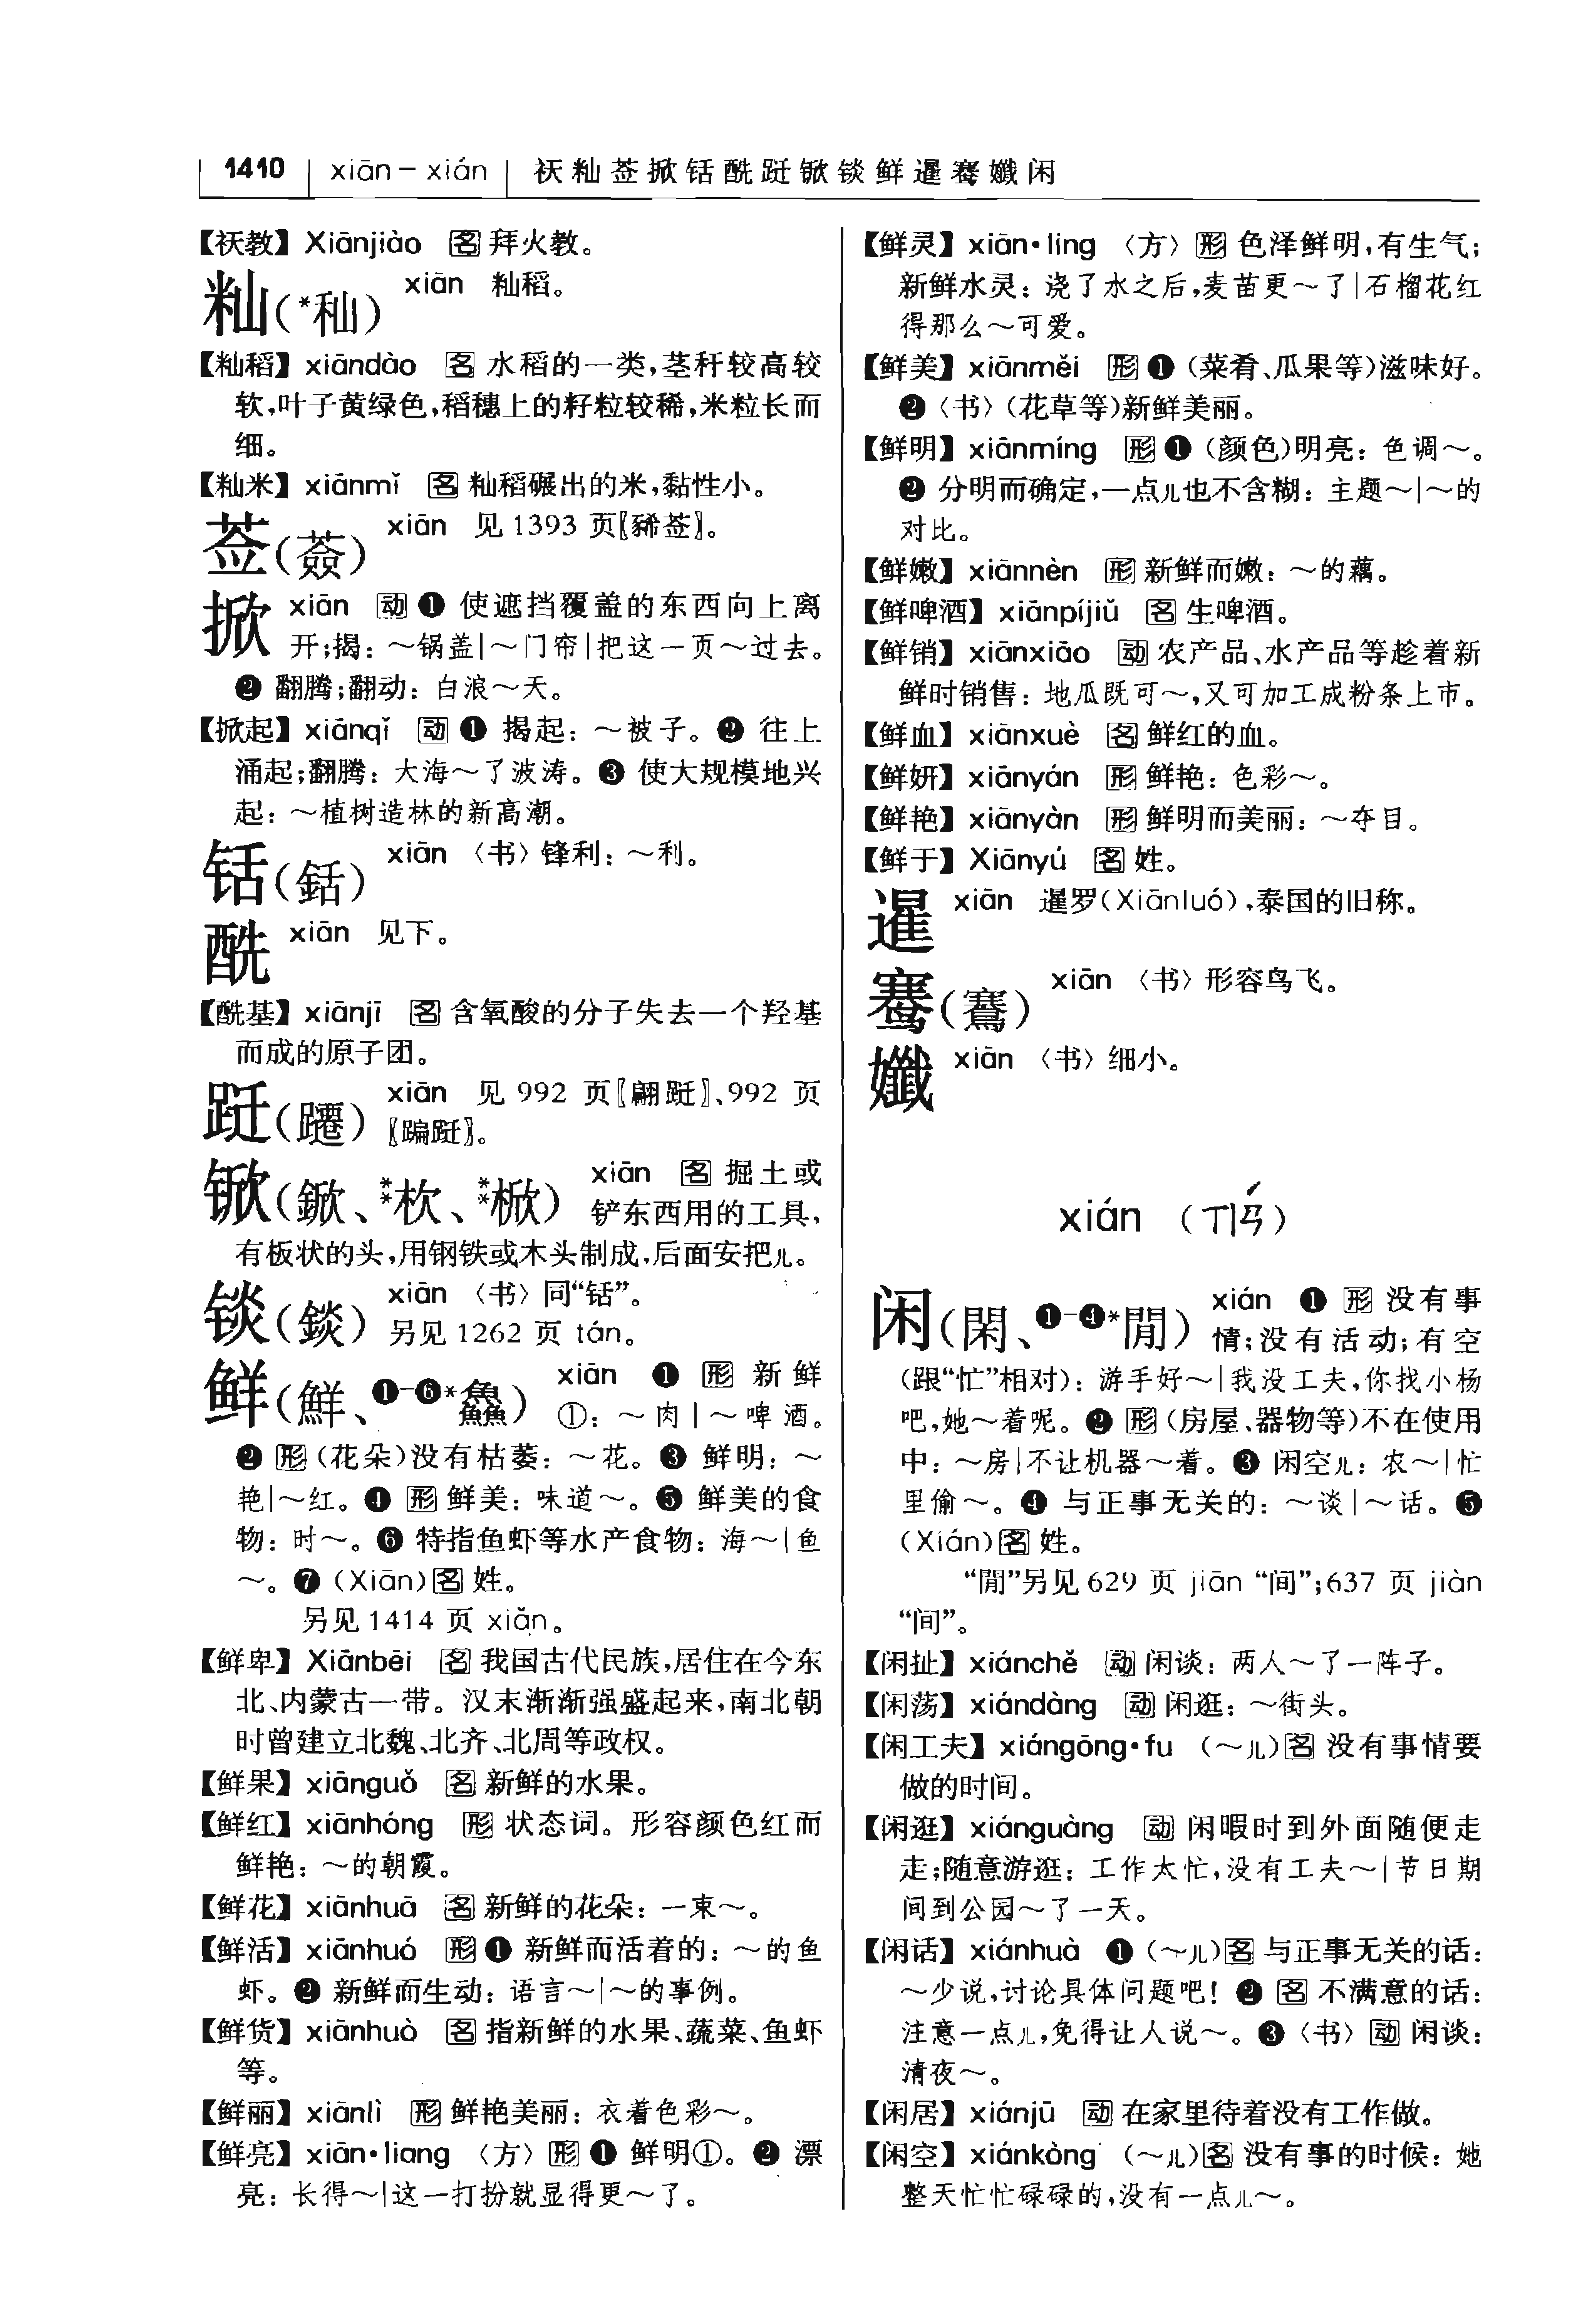 1410 xiān－xián 祆籼莶掀铦酰跹锨锬鲜暹骞孅闲
【祆教】Xiānjiào 名 拜火教。
籼(*秈) xiān 籼稻。
【籼稻】xiāndào 名 水稻的一类,茎秆较高较
软,叶子黄绿色,稻穗上的籽粒较稀,米粒长而
细。
【籼米】xiānmǐ 名 籼稻碾出的米,黏性小。
莶(薟) xiān 见1393页〖豨莶〗。
掀 xiān 动 ❶ 使遮挡覆盖的东西向上离
开;揭：～锅盖|～门帘|把这一页～过去。
❷ 翻腾;翻动：白浪～天。
【掀起】xiānqǐ 动 ❶ 揭起：～被子。❷ 往上
涌起;翻腾：大海～了波涛。❸ 使大规模地兴
起：～植树造林的新高潮。
铦(銛) xiān 〈书〉锋利：～利。
酰 xiān 见下。
【酰基】xiānjī 名 含氧酸的分子失去一个羟基
而成的原子团。
跹(躚) xiān 见992页〖翩跹〗、992页
〖蹁跹〗。
锨(鍁、**杴、**㭠) xiān 名 掘土或
铲东西用的工具,
有板状的头,用钢铁或木头制成,后面安把儿。
锬(錟) xiān 〈书〉同“铦”。
另见1262页 tán。
鲜(鮮、❶-❻*鱻) xiān ❶ 形 新鲜
①：～肉|～啤酒。
❷ 形 (花朵)没有枯萎：～花。❸ 鲜明：～
艳|～红。❹ 形 鲜美：味道～。❺ 鲜美的食
物：时～。❻ 特指鱼虾等水产食物：海～|鱼
～。❼ (Xiān)名 姓。
另见1414页 xiǎn。
【鲜卑】Xiānbēi 名 我国古代民族,居住在今东
北、内蒙古一带。汉末渐渐强盛起来,南北朝
时曾建立北魏、北齐、北周等政权。
【鲜果】xiānguǒ 名 新鲜的水果。
【鲜红】xiānhóng 形 状态词。形容颜色红而
鲜艳：～的朝霞。
【鲜花】xiānhuā 名 新鲜的花朵：一束～。
【鲜活】xiānhuó 形 ❶ 新鲜而活着的：～的鱼
虾。❷ 新鲜而生动：语言～|～的事例。
【鲜货】xiānhuò 名 指新鲜的水果、蔬菜、鱼虾
等。
【鲜丽】xiānlì 形 鲜艳美丽：衣着色彩～。
【鲜亮】xiān·liang 〈方〉形 ❶ 鲜明①。❷ 漂
亮：长得～|这一打扮就显得更～了。
【鲜灵】xiān·ling 〈方〉形 色泽鲜明,有生气;
新鲜水灵：浇了水之后,麦苗更～了|石榴花红
得那么～可爱。
【鲜美】xiānměi 形 ❶ (菜肴、瓜果等)滋味好。
❷〈书〉(花草等)新鲜美丽。
【鲜明】xiānmíng 形 ❶ (颜色)明亮：色调～。
❷ 分明而确定,一点儿也不含糊：主题～|～的
对比。
【鲜嫩】xiānnèn 形 新鲜而嫩：～的藕。
【鲜啤酒】xiānpíjiǔ 名 生啤酒。
【鲜销】xiānxiāo 动 农产品、水产品等趁着新
鲜时销售：地瓜既可～,又可加工成粉条上市。
【鲜血】xiānxuè 名 鲜红的血。
【鲜妍】xiānyán 形 鲜艳：色彩～。
【鲜艳】xiānyàn 形 鲜明而美丽：～夺目。
【鲜于】Xiānyú 名 姓。
暹 xiān 暹罗(Xiānluó),泰国的旧称。
骞(鶱) xiān 〈书〉形容鸟飞。
孅 xiān 〈书〉细小。
xián (ㄒㄧㄢˊ)
闲(閑、❶-❹*閒) xián ❶ 形 没有事
情;没有活动;有空
(跟“忙”相对)：游手好～|我没工夫,你找小杨
吧,她～着呢。❷ 形 (房屋、器物等)不在使用
中：～房|不让机器～着。❸ 闲空儿：农～|忙
里偷～。❹ 与正事无关的：～谈|～话。❺
(Xián)名 姓。
“閒”另见629页 jiān “间”;637页 jiàn
“间”。
【闲扯】xiánchě 动 闲谈：两人～了一阵子。
【闲荡】xiándàng 动 闲逛：～街头。
【闲工夫】xiángōng·fu (～儿)名 没有事情要
做的时间。
【闲逛】xiánguàng 动 闲暇时到外面随便走
走;随意游逛：工作太忙,没有工夫～|节日期
间到公园～了一天。
【闲话】xiánhuà ❶ (～儿)名 与正事无关的话：
～少说,讨论具体问题吧！❷ 名 不满意的话：
注意一点儿,免得让人说～。❸〈书〉动 闲谈：
清夜～。
【闲居】xiánjū 动 在家里待着没有工作做。
【闲空】xiánkòng (～儿)名 没有事的时候：她
整天忙忙碌碌的,没有一点儿～。